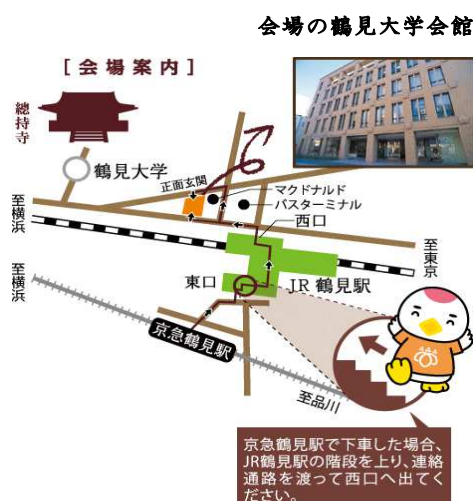 会場の鶴見大学会館
［会場案内］
總持寺
鶴見大学
正面玄関
マクドナルド
バスターミナル
西口
至横浜
至東京
至横浜
東口
JR 鶴見駅
京急鶴見駅
至品川
京急鶴見駅で下車した場合、
JR鶴見駅の階段を上り、連絡
通路を渡って西口へ出てく
ださい。